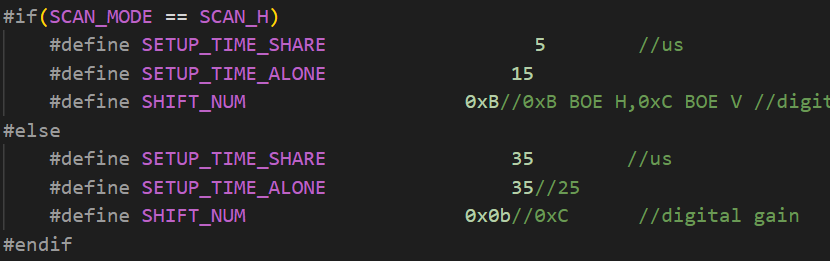 #if(SCAN_MODE == SCAN_H)
    #define SETUP_TIME_SHARE                  5        //us
    #define SETUP_TIME_ALONE                15
    #define SHIFT_NUM                   0xB//0xB BOE H,0xC BOE V //digit
#else
    #define SETUP_TIME_SHARE                35        //us
    #define SETUP_TIME_ALONE                35//25
    #define SHIFT_NUM                   0x0b//0xC      //digital gain
#endif